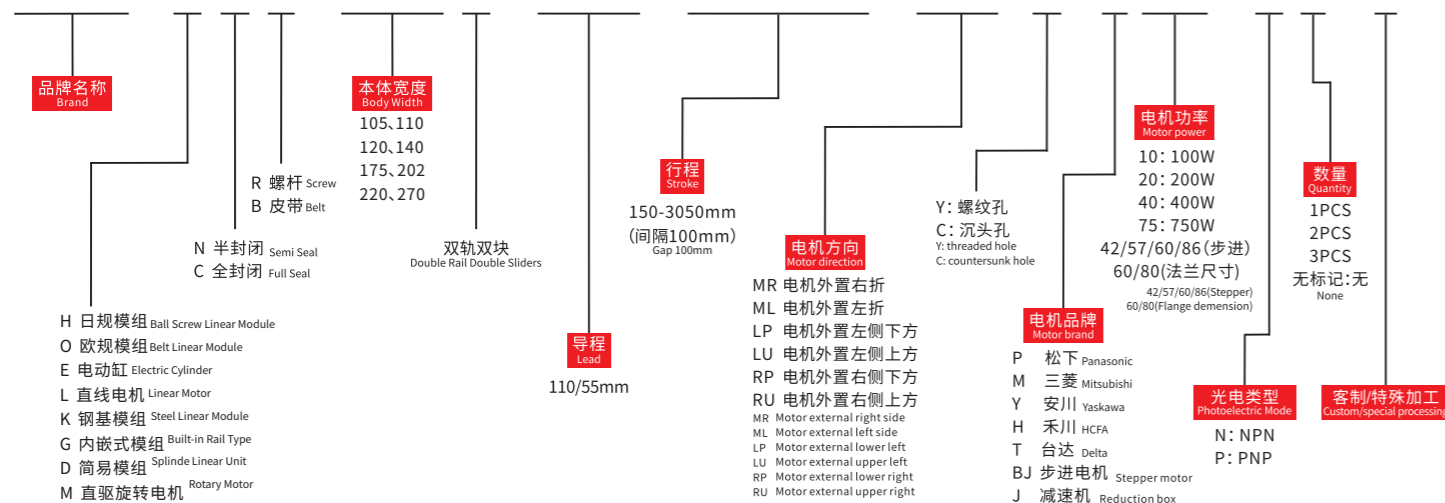 品牌名称
Brand
H 日规模组 Ball Screw Linear Module
O 欧规模组 Belt Linear Module
E 电动缸 Electric Cylinder
L 直线电机 Linear Motor
K 钢基模组 Steel Linear Module
G 内嵌式模组 Built-in Rail Type
D 简易模组 Splinde Linear Unit
M 直驱旋转电机 Rotary Motor
N 半封闭 Semi Seal
C 全封闭 Full Seal
R 螺杆 Screw
B 皮带 Belt
本体宽度
Body Width
105、110
120、140
175、202
220、270
双轨双块
Double Rail Double Sliders
导程
Lead
110/55mm
行程
Stroke
150-3050mm
(间隔100mm)
Gap 100mm
电机方向
Motor direction
MR 电机外置右折
ML 电机外置左折
LP 电机外置左侧下方
LU 电机外置左侧上方
RP 电机外置右侧下方
RU 电机外置右侧上方
MR Motor external right side
ML Motor external left side
LP Motor external lower left
LU Motor external upper left
RP Motor external lower right
RU Motor external upper right
Y: 螺纹孔
C: 沉头孔
Y: threaded hole
C: countersunk hole
电机品牌
Motor brand
P 松下 Panasonic
M 三菱 Mitsubishi
Y 安川 Yaskawa
H 禾川 HCFA
T 台达 Delta
BJ 步进电机 Stepper motor
J 减速机 Reduction box
电机功率
Motor power
10: 100W
20: 200W
40: 400W
75: 750W
42/57/60/86(步进)
60/80(法兰尺寸)
42/57/60/86(Stepper)
60/80(Flange demension)
光电类型
Photoelectric Mode
N: NPN
P: PNP
数量
Quantity
1PCS
2PCS
3PCS
无标记:无
None
客制/特殊加工
Custom/special processing